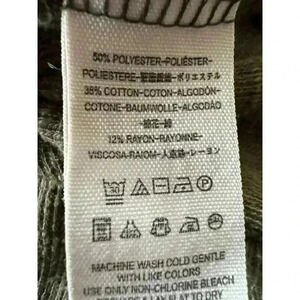 50% POLYESTER-POLIÉSTER-
POLIESTERE-聚酯纖維-ポリエステル
38% COTTON-COTON-ALGODÓN-
COTONE-BAUMWOLLE-ALGODÃO
-棉花-綿
12% RAYON-RAYONNE-
VISCOSA-RAIOM-人造絲-レーヨン
MACHINE WASH COLD GENTLE
WITH LIKE COLORS
USE ONLY NON-CHLORINE BLEACH
LAY FLAT TO DRY